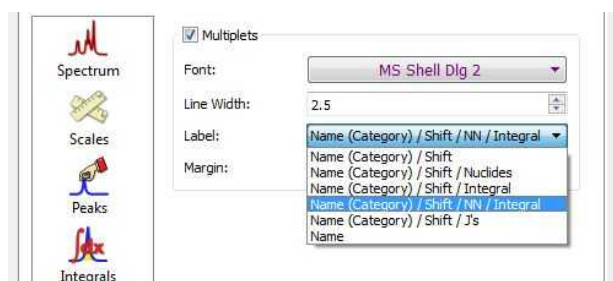 Multiplets
Spectrum
Font:
MS Shell Dlg 2
Line Width:
2.5
Scales
Label:
Name (Category) / Shift / NN / Integral
Name (Category) / Shift
Name (Category) / Shift / Nuclides
Name (Category) / Shift / Integral
Name (Category) / Shift / NN / Integral
Name (Category) / Shift / J's
Name
Margin:
Peaks
Integrals